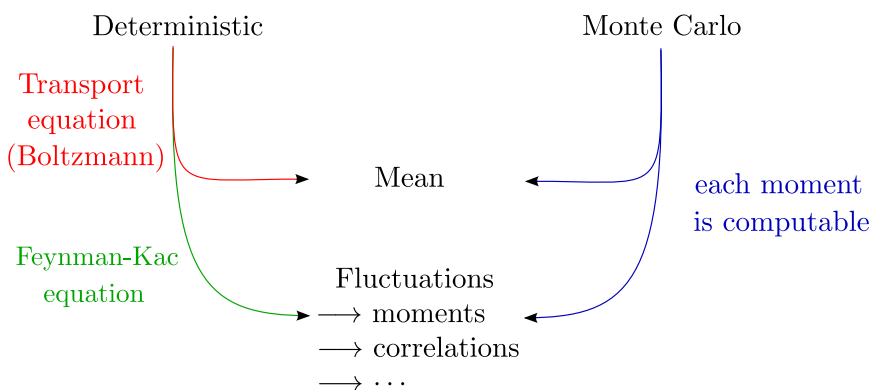 Deterministic
Monte Carlo
Transport
equation
(Boltzmann)
Mean
each moment
is computable
Feynman-Kac
equation
Fluctuations
⟶ moments
⟶ correlations
⟶ ⋯